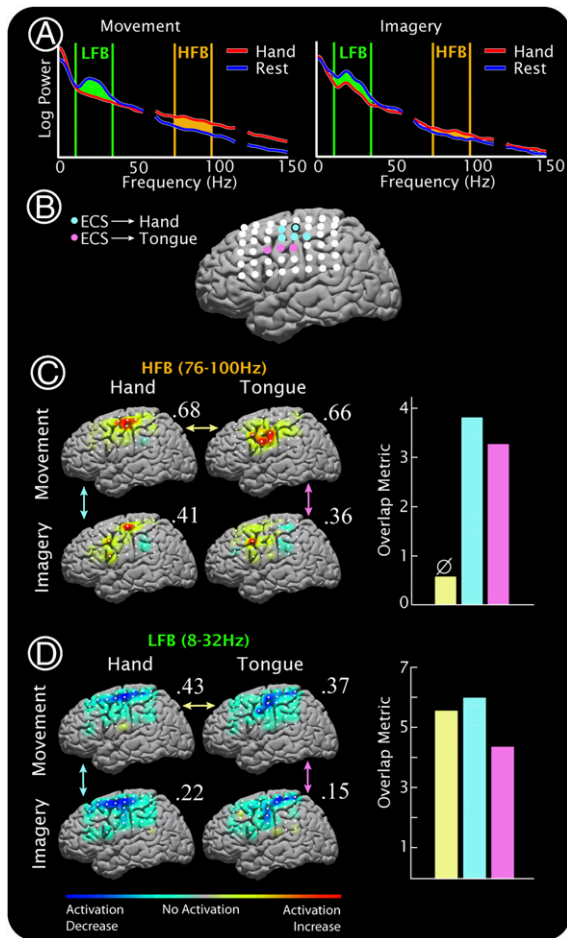 A
Movement
Imagery
LFB
HFB
Hand
Rest
LFB
HFB
Hand
Rest
Log Power
0 50 100 150
0 50 100 150
Frequency (Hz)
Frequency (Hz)
B
ECS → Hand
ECS → Tongue
C
HFB (76-100Hz)
Hand
Tongue
Movement
.68
.66
Imagery
.41
.36
Overlap Metric
4
3
2
1
0
∅
D
LFB (8-32Hz)
Hand
Tongue
Movement
.43
.37
Imagery
.22
.15
Overlap Metric
7
5
3
1
Activation Decrease
No Activation
Activation Increase